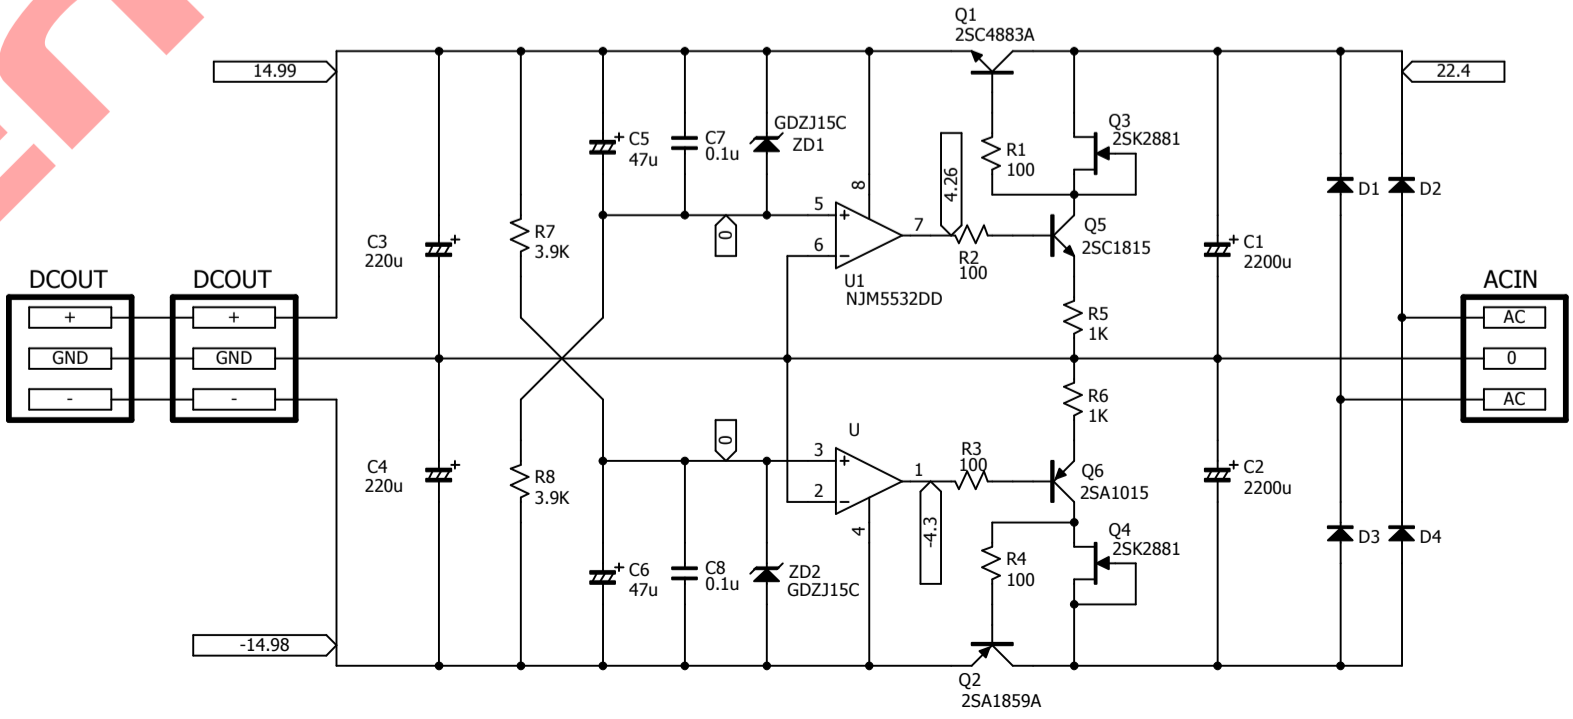 Q1
2SC4883A
14.99
22.4
C5
47u
C7
0.1u
GDZJ15C
ZD1
8
R1
100
Q3
2SK2881
4.26
D1
D2
R7
3.9K
0
5
+
6
-
7
U1
NJM5532DD
R2
100
Q5
2SC1815
C3
220u
+
C1
2200u
+
R5
1K
DCOUT
DCOUT
ACIN
+
+
AC
GND
GND
0
-
-
AC
R6
1K
C4
220u
+
R8
3.9K
0
U
3
+
2
-
1
4
-4.3
R3
100
Q6
2SA1015
C2
2200u
+
Q4
2SK2881
D3
D4
R4
100
C6
47u
+
C8
0.1u
ZD2
GDZJ15C
-14.98
Q2
2SA1859A